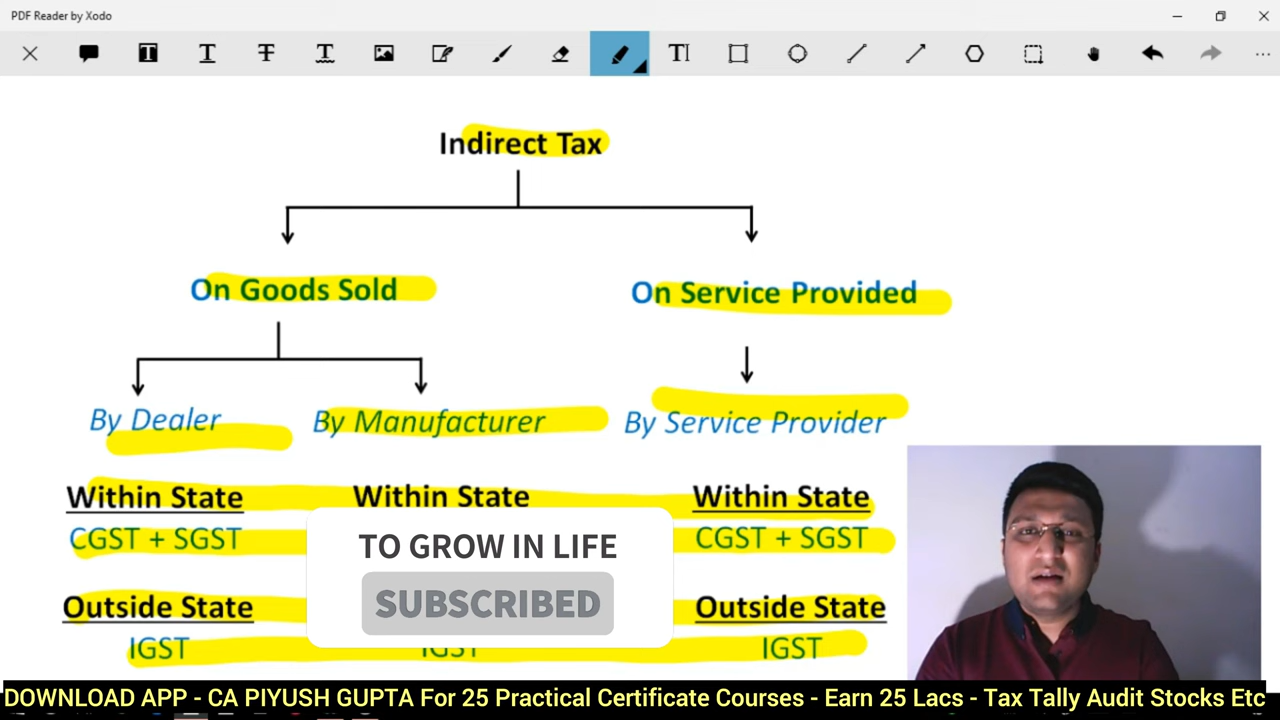 PDF Reader by Xodo
Indirect Tax
On Goods Sold
On Service Provided
By Dealer
By Manufacturer
By Service Provider
Within State
Within State
Within State
CGST + SGST
CGST + SGST
TO GROW IN LIFE
SUBSCRIBED
Outside State
Outside State
IGST
IGST
IGST
DOWNLOAD APP - CA PIYUSH GUPTA For 25 Practical Certificate Courses - Earn 25 Lacs - Tax Tally Audit Stocks Etc